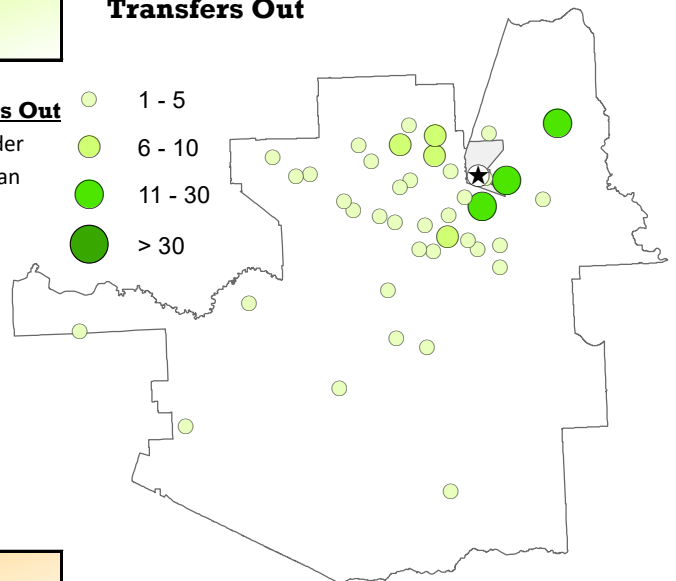 Transfers Out
s Out
der
an
1 - 5
6 - 10
11 - 30
> 30